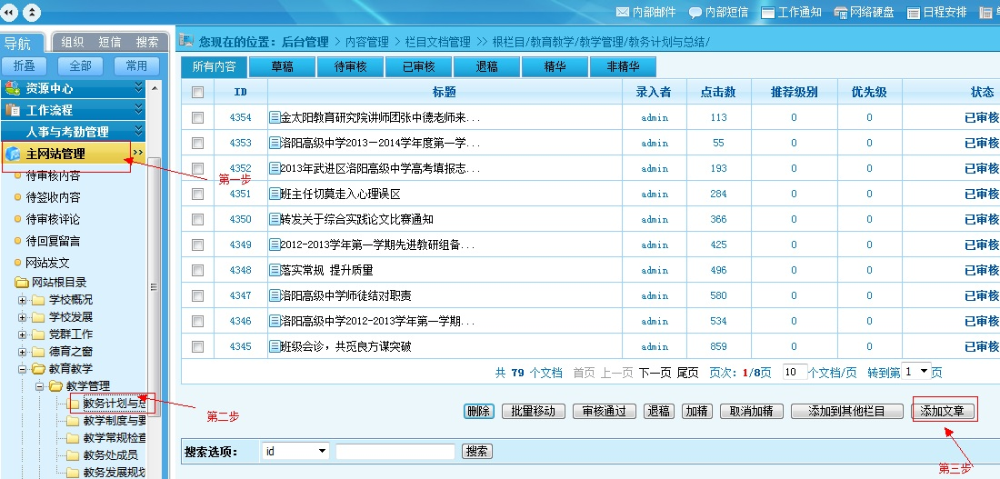 内部邮件 内部短信 工作通知 网络硬盘 日程安排
导航 组织 短信 搜索
您现在的位置：后台管理 > 内容管理 > 栏目文档管理 >> 根栏目/教育教学/教学管理/教务计划与总结/
折叠 全部 常用
所有内容 草稿 待审核 已审核 退稿 精华 非精华
资源中心
工作流程
人事与考勤管理
主网站管理 >>
待审核内容
待签收内容
待审核评论
待回复留言
网站发文
网站根目录
学校概况
学校发展
党群工作
德育之窗
教育教学
教学管理
教务计划与总
教学制度与要
教学常规检查
教务处成员
教务发展规划
第一步
第二步
ID 标题 录入者 点击数 推荐级别 优先级 状态
4354 金太阳教育研究院讲师团张中德老师来... admin 113 0 0 已审核
4353 洛阳高级中学2013－2014学年度第一学... admin 55 0 0 已审核
4352 2013年武进区洛阳高级中学高考填报志... admin 193 0 0 已审核
4351 班主任切莫走入心理误区 admin 284 0 0 已审核
4350 转发关于综合实践论文比赛通知 admin 366 0 0 已审核
4349 2012-2013学年第一学期先进教研组备... admin 425 0 0 已审核
4348 落实常规 提升质量 admin 496 0 0 已审核
4347 洛阳高级中学师徒结对职责 admin 580 0 0 已审核
4346 洛阳高级中学2012-2013学年第一学期... admin 534 0 0 已审核
4345 班级会诊，共觅良方谋突破 admin 859 0 0 已审核
共 79 个文档 首页 上一页 下一页 尾页 页次：1/8页 10 个文档/页 转到第 1 页
删除 批量移动 审核通过 退稿 加精 取消加精 添加到其他栏目 添加文章
搜索选项： id 搜索
第三步